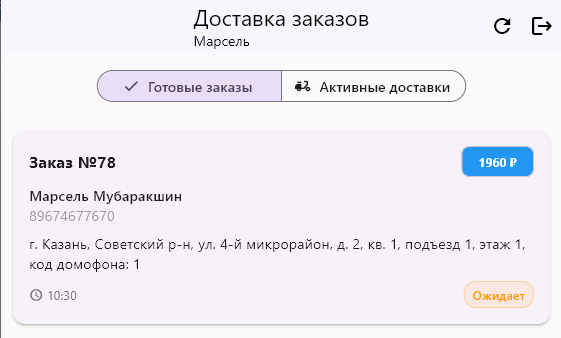 Доставка заказов
Марсель
Готовые заказы
Активные доставки
Заказ №78
1960 ₽
Марсель Мубаракшин
89674677670
г. Казань, Советский р-н, ул. 4-й микрорайон, д. 2, кв. 1, подъезд 1, этаж 1,
код домофона: 1
10:30
Ожидает